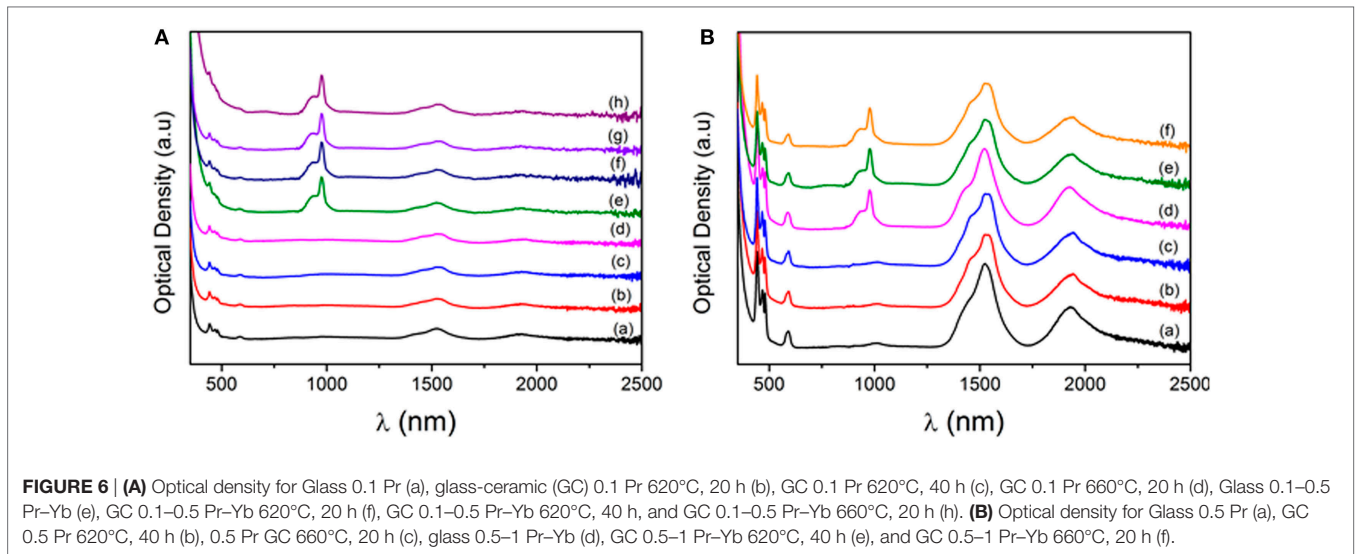 A
Optical Density (a.u)
(h)
(g)
(f)
(e)
(d)
(c)
(b)
(a)
500 1000 1500 2000 2500
λ (nm)
B
Optical Density (a.u)
(f)
(e)
(d)
(c)
(b)
(a)
500 1000 1500 2000 2500
λ (nm)
FIGURE 6 | (A) Optical density for Glass 0.1 Pr (a), glass-ceramic (GC) 0.1 Pr 620°C, 20 h (b), GC 0.1 Pr 620°C, 40 h (c), GC 0.1 Pr 660°C, 20 h (d), Glass 0.1–0.5
Pr–Yb (e), GC 0.1–0.5 Pr–Yb 620°C, 20 h (f), GC 0.1–0.5 Pr–Yb 620°C, 40 h, and GC 0.1–0.5 Pr–Yb 660°C, 20 h (h). (B) Optical density for Glass 0.5 Pr (a), GC
0.5 Pr 620°C, 40 h (b), 0.5 Pr GC 660°C, 20 h (c), glass 0.5–1 Pr–Yb (d), GC 0.5–1 Pr–Yb 620°C, 40 h (e), and GC 0.5–1 Pr–Yb 660°C, 20 h (f).